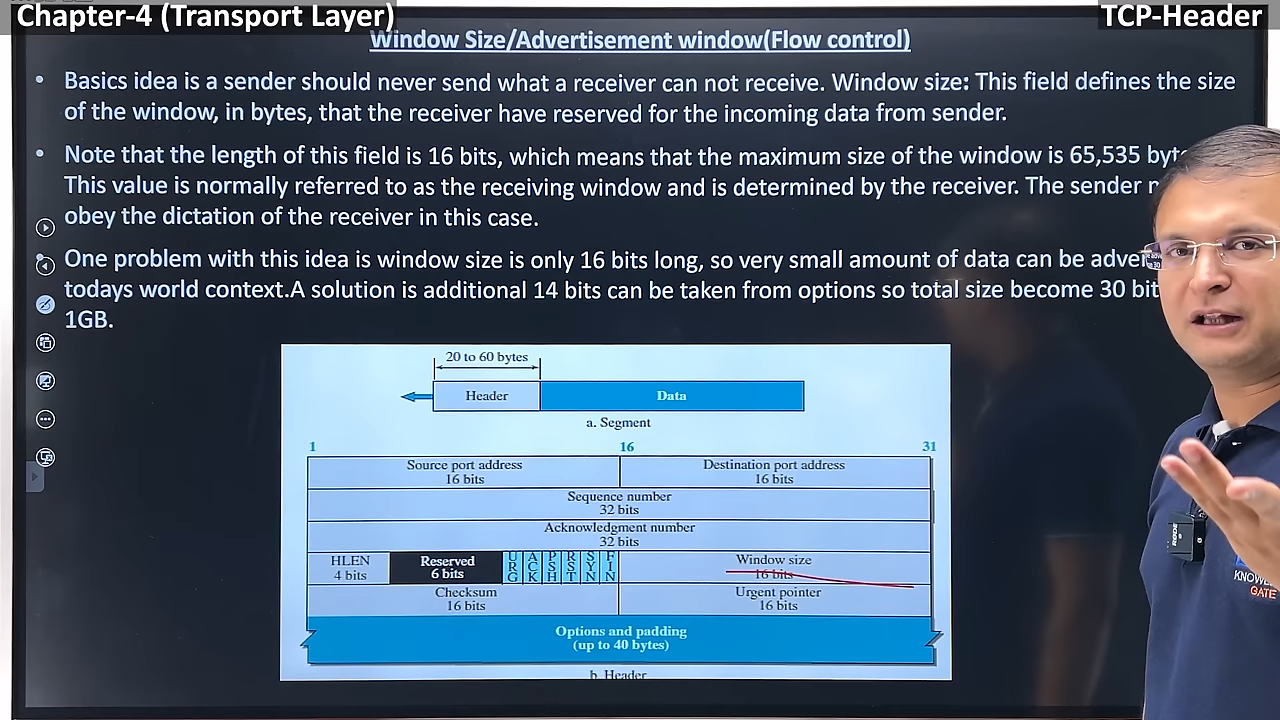 Chapter-4 (Transport Layer)
TCP-Header
Window Size/Advertisement window(Flow control)
• Basics idea is a sender should never send what a receiver can not receive. Window size: This field defines the size
of the window, in bytes, that the receiver have reserved for the incoming data from sender.
• Note that the length of this field is 16 bits, which means that the maximum size of the window is 65,535
This value is normally referred to as the receiving window and is determined by the receiver. The sender
obey the dictation of the receiver in this case.
One problem with this idea is window size is only 16 bits long, so very small amount of data can be
todays world context.A solution is additional 14 bits can be taken from options so total size become 30
1GB.
20 to 60 bytes
Header
Data
a. Segment
1
16
31
Source port address
16 bits
Destination port address
16 bits
Sequence number
32 bits
Acknowledgment number
32 bits
HLEN
4 bits
Reserved
6 bits
URG
ACK
PSH
RST
SYN
FIN
Window size
16 bits
Checksum
16 bits
Urgent pointer
16 bits
Options and padding
(up to 40 bytes)
b. Header
RODE
KNOWL
GATE